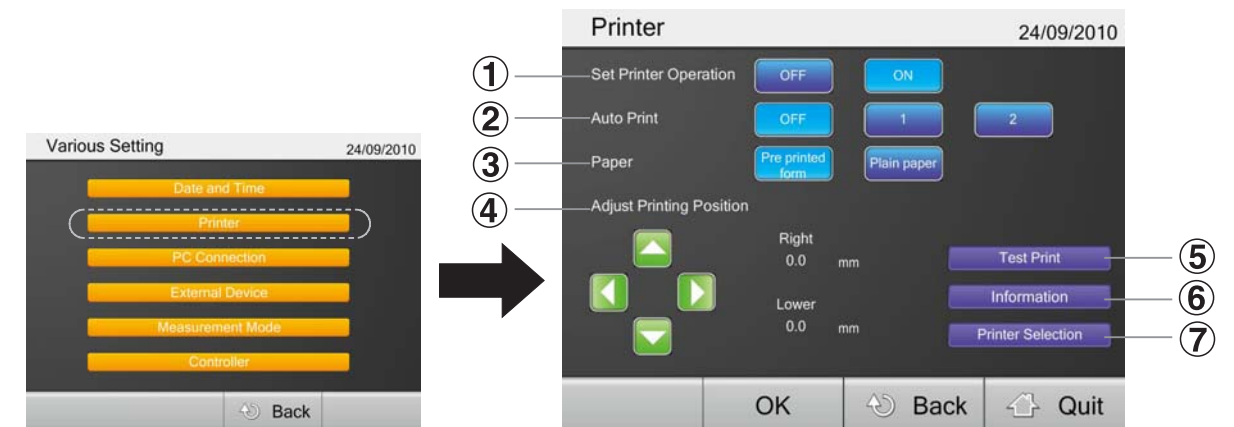 Various Setting
24/09/2010
Date and Time
Printer
PC Connection
External Device
Measurement Mode
Controller
Back
Printer
24/09/2010
1 Set Printer Operation OFF ON
2 Auto Print OFF 1 2
3 Paper Pre printed form Plain paper
4 Adjust Printing Position
Right
0.0 mm
Lower
0.0 mm
Test Print 5
Information 6
Printer Selection 7
OK Back Quit